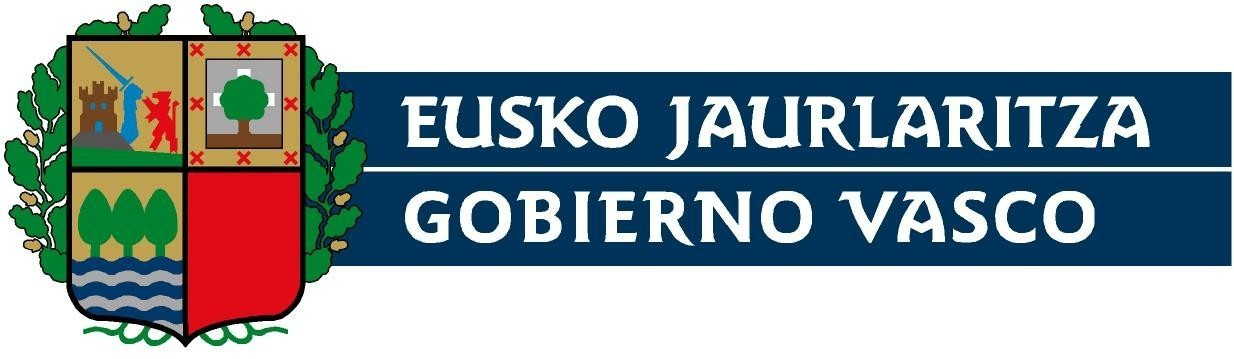 EUSKO JAURLARITZA
GOBIERNO VASCO